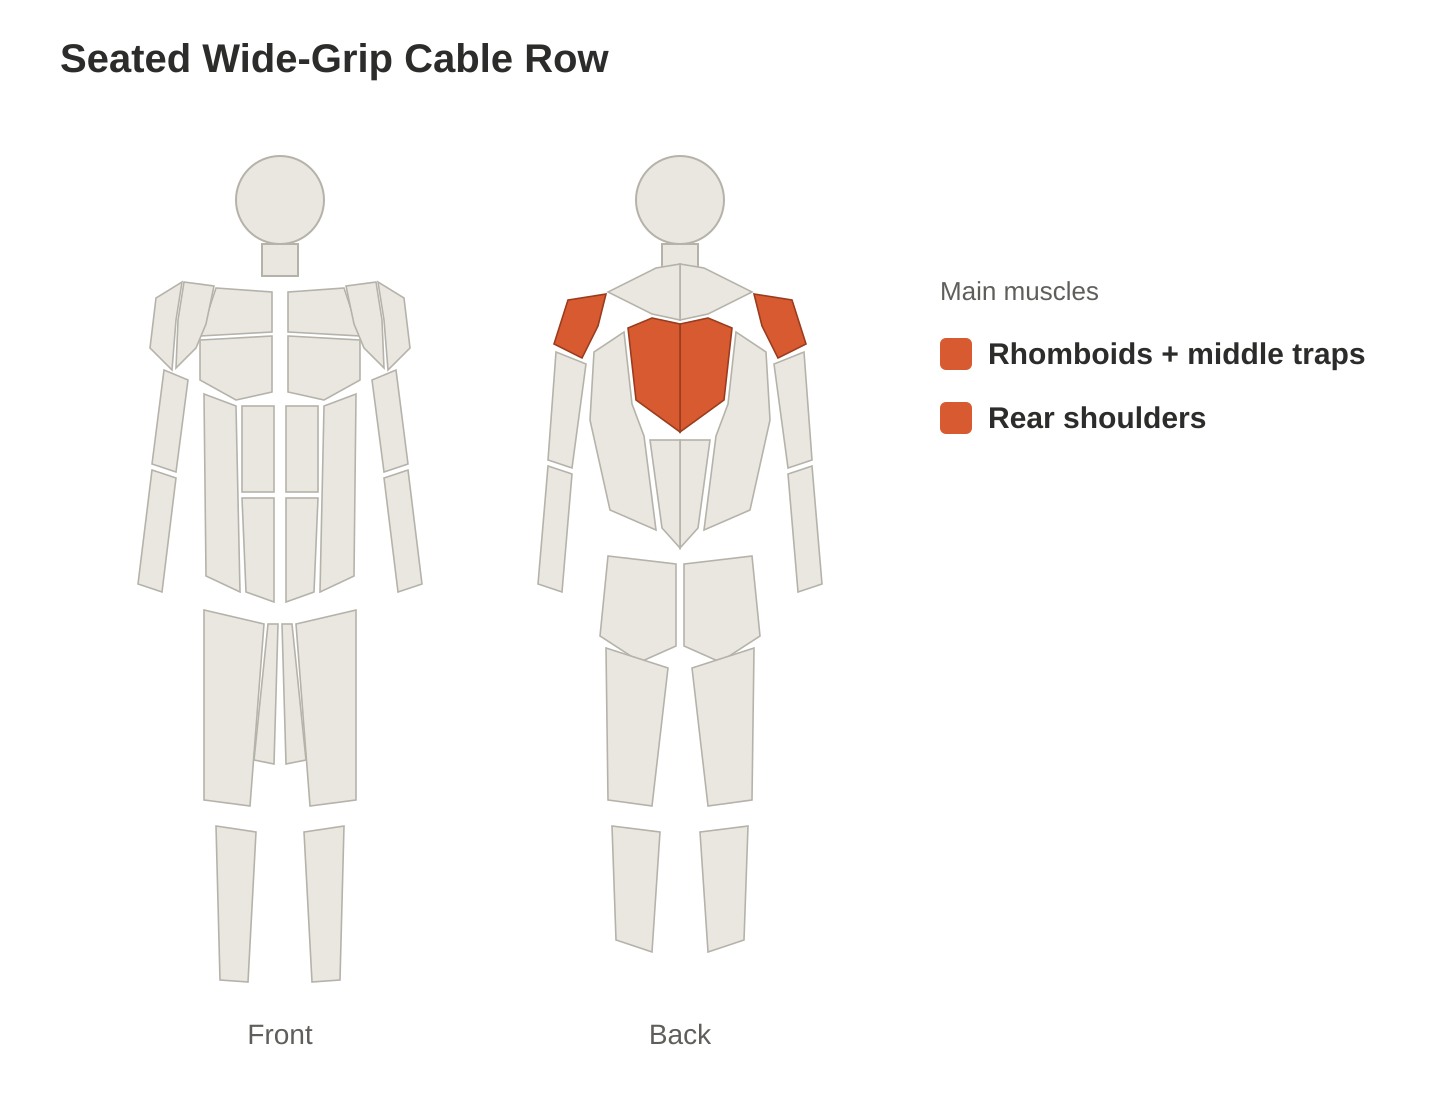 Seated Wide-Grip Cable Row
Main muscles
Rhomboids + middle traps
Rear shoulders
Front
Back